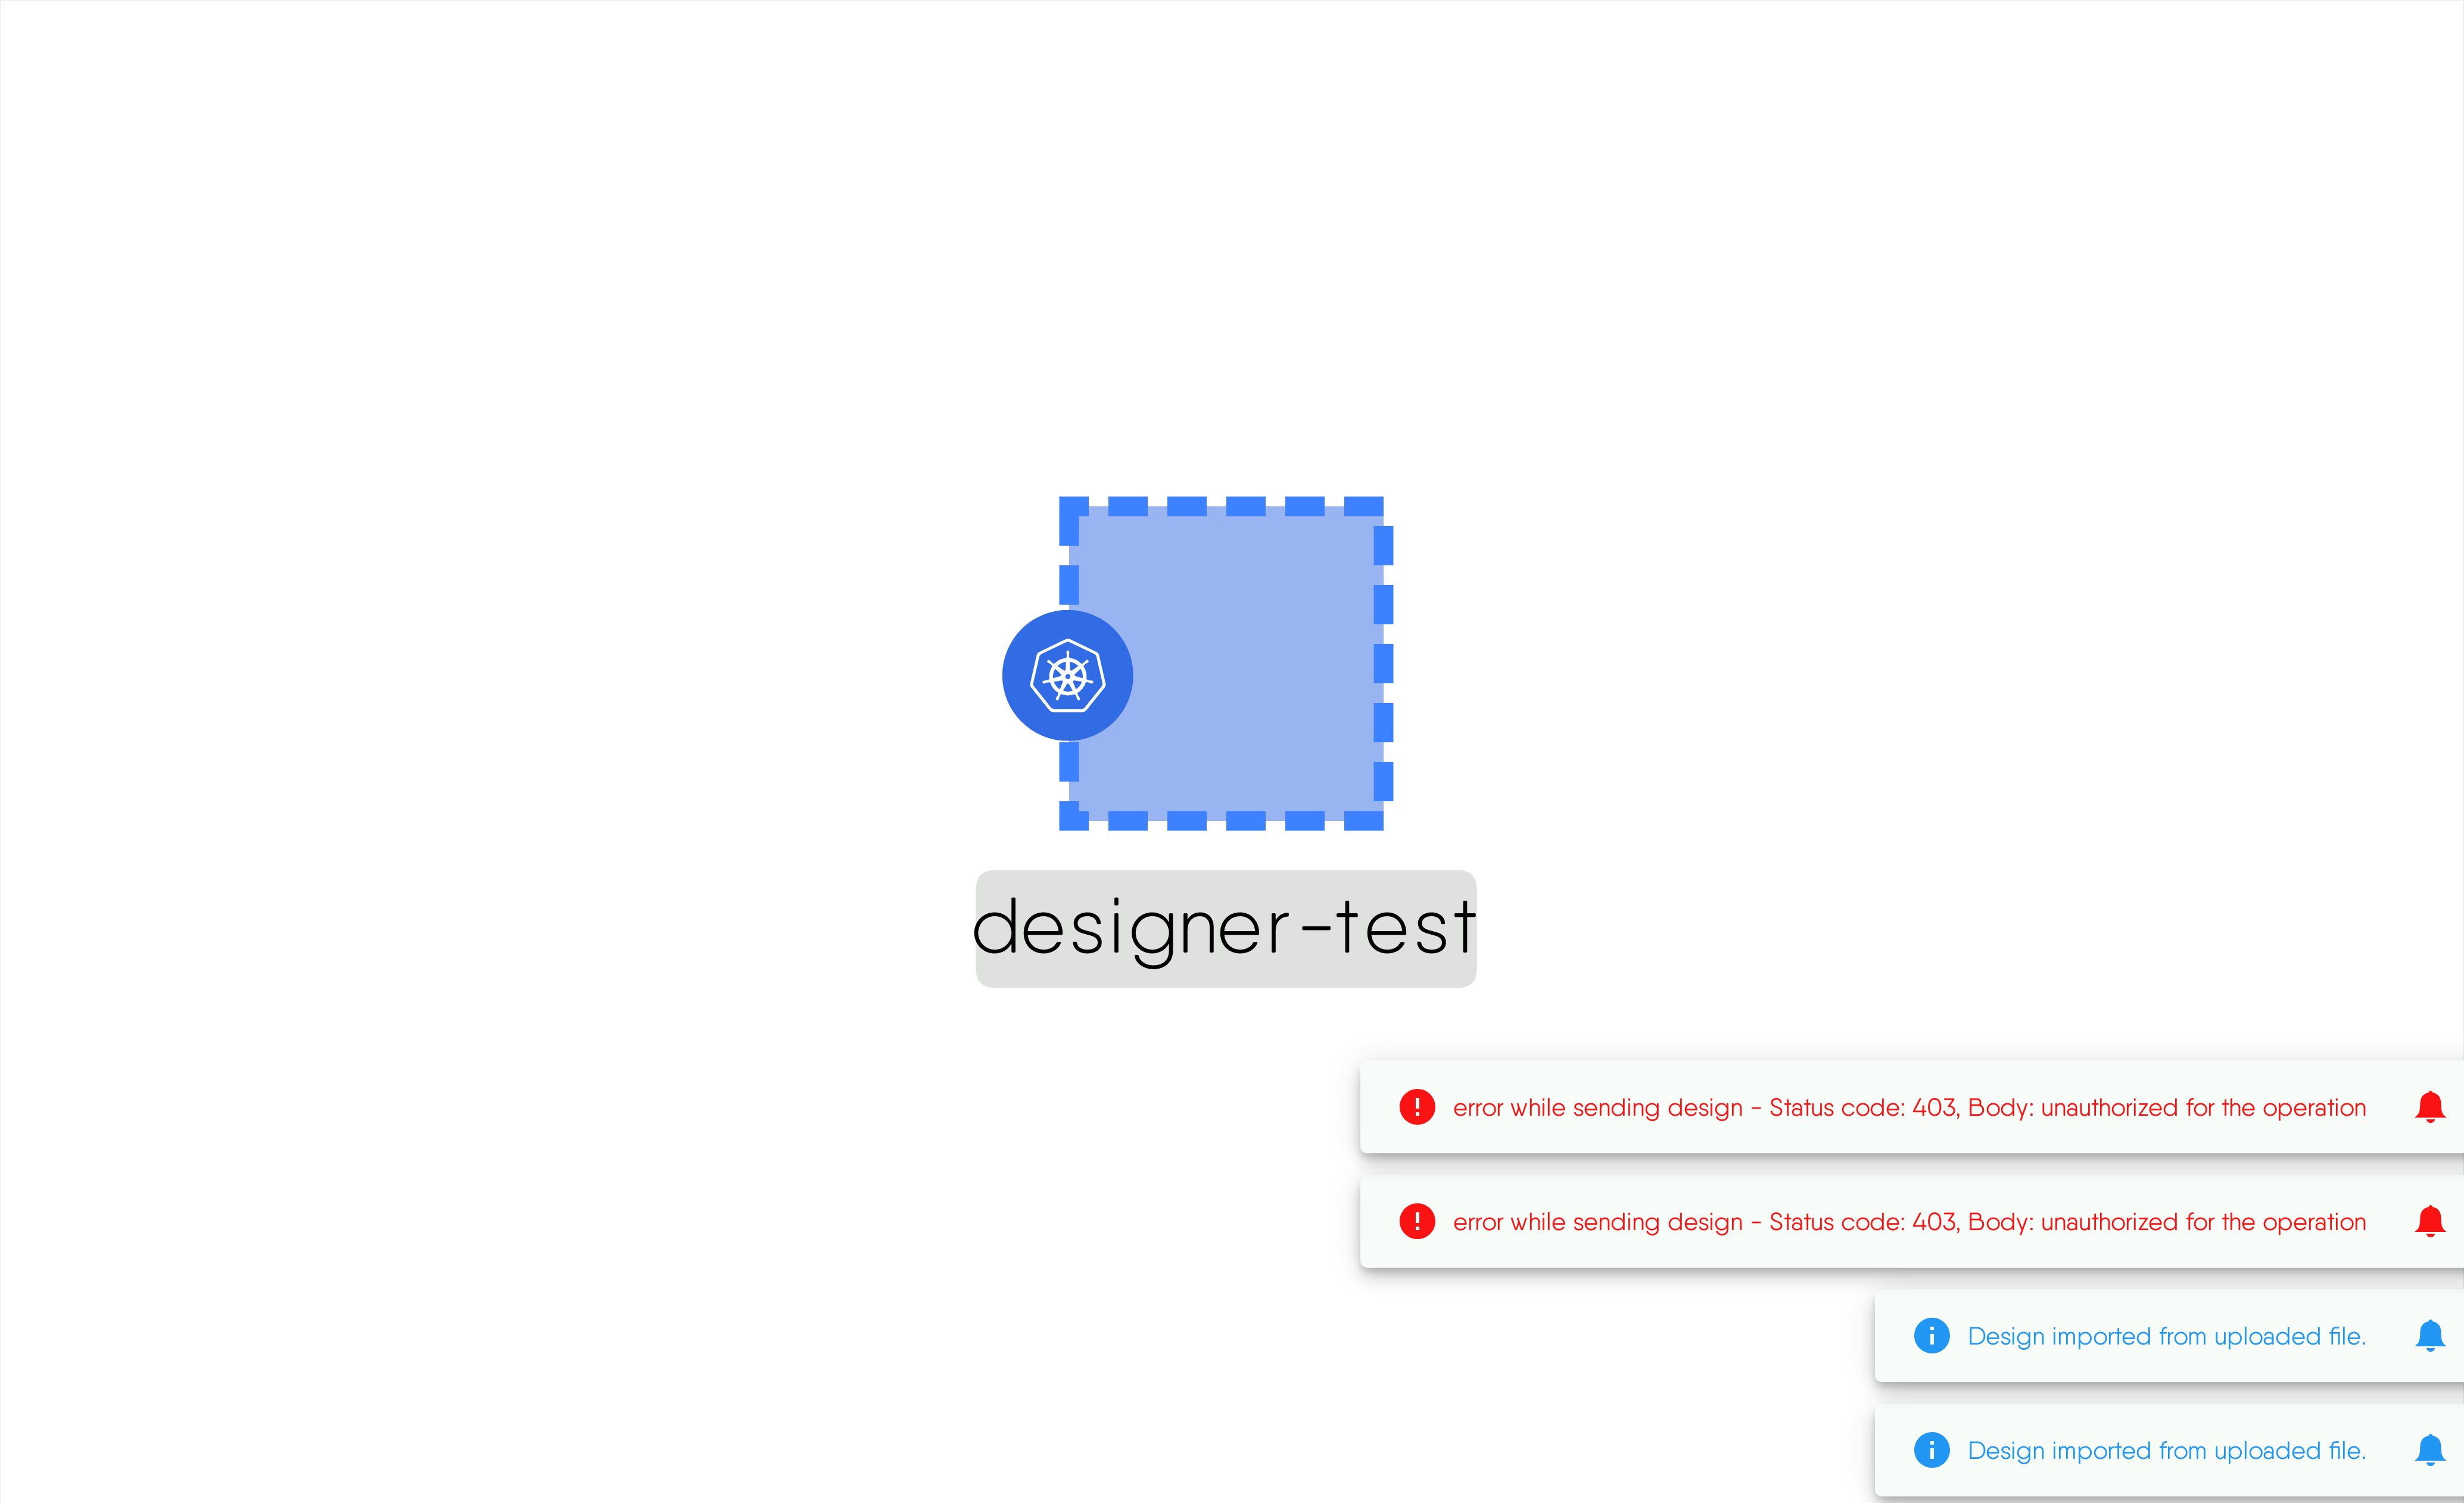 designer-test
error while sending design - Status code: 403, Body: unauthorized for the operation
error while sending design - Status code: 403, Body: unauthorized for the operation
Design imported from uploaded file.
Design imported from uploaded file.